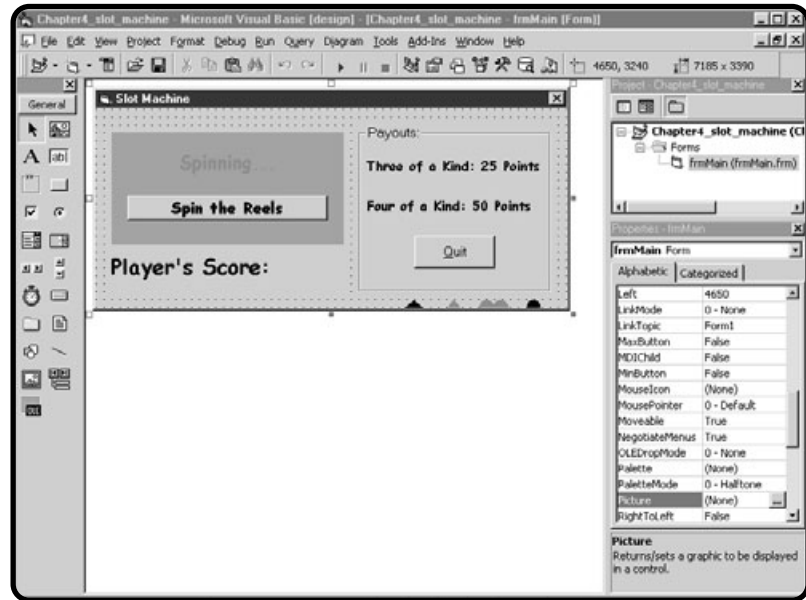 Chapter4_slot_machine - Microsoft Visual Basic [design] - [Chapter4_slot_machine - frmMain (Form)]
File Edit View Project Format Debug Run Query Diagram Tools Add-Ins Window Help
4650, 3240 7185 x 3390
General
Slot Machine
Spinning...
Spin the Reels
Player's Score:
Payouts:
Three of a Kind: 25 Points
Four of a Kind: 50 Points
Quit
Project - Chapter4_slot_machine
Chapter4_slot_machine (Cl
Forms
frmMain (frmMain.frm)
Properties - frmMain
frmMain Form
Alphabetic Categorized
Left 4650
LinkMode 0 - None
LinkTopic Form1
MaxButton False
MDIChild False
MinButton False
MouseIcon (None)
MousePointer 0 - Default
Moveable True
NegotiateMenus True
OLEDropMode 0 - None
Palette (None)
PaletteMode 0 - Halftone
Picture (None) ...
RightToLeft False
Picture
Returns/sets a graphic to be displayed
in a control.